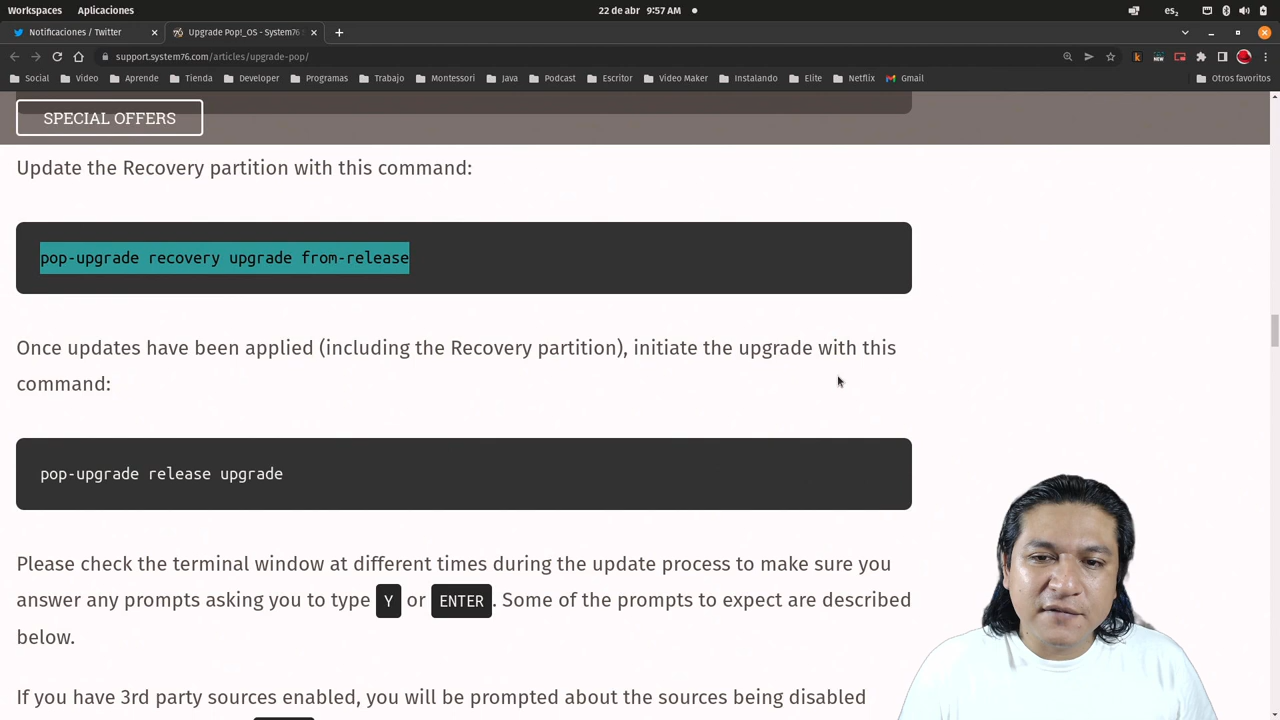 Workspaces Aplicaciones 22 de abr 9:57 AM es₂
Notificaciones / Twitter Upgrade Pop!_OS - System76
support.system76.com/articles/upgrade-pop/
Social Video Aprende Tienda Developer Programas Trabajo Montessori Java Podcast Escritor Video Maker Instalando Elite Netflix Gmail Otros favoritos
SPECIAL OFFERS
Update the Recovery partition with this command:
pop-upgrade recovery upgrade from-release
Once updates have been applied (including the Recovery partition), initiate the upgrade with this
command:
pop-upgrade release upgrade
Please check the terminal window at different times during the update process to make sure you
answer any prompts asking you to type Y or ENTER. Some of the prompts to expect are described
below.
If you have 3rd party sources enabled, you will be prompted about the sources being disabled